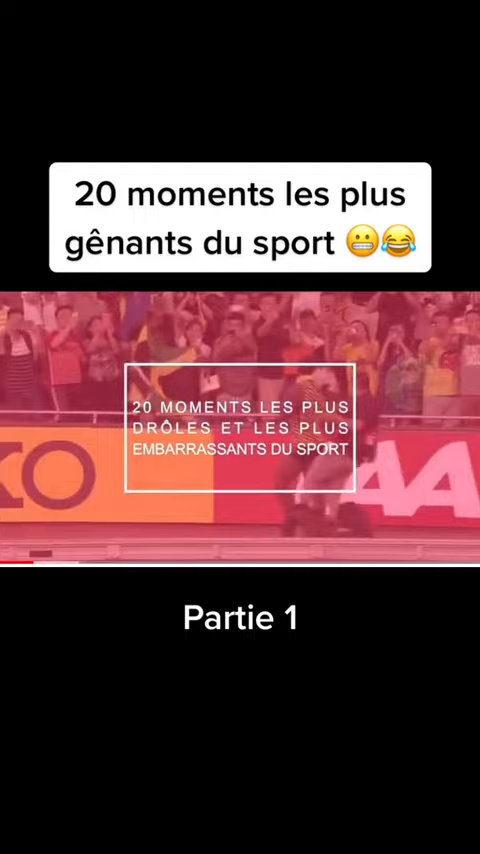 20 moments les plus
gênants du sport 😬😂
20 MOMENTS LES PLUS
DRÔLES ET LES PLUS
EMBARRASSANTS DU SPORT
KO
AA
Partie 1